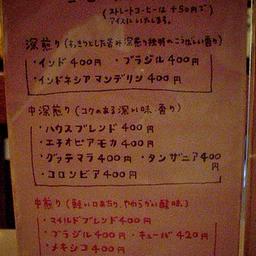 (ストレートコーヒーは +50円で
アイスにいたします。)
深煎り (すっきりとした苦み 深煎り独特のこうばしい香り)
・インド 400円 ・ブラジル 400円
・インドネシア マンデリン 400円
中深煎り (コクのある深い味、香り)
・ハウスブレンド 400円
・エチオピアモカ 400円
・グァテマラ 400円 ・タンザニア 400円
・コロンビア 400円
中煎り (軽い口あたり、やわらかい酸味。)
・マイルドブレンド 400円
・ブラジル 400円 ・キューバ 420円
・メキシコ 400円